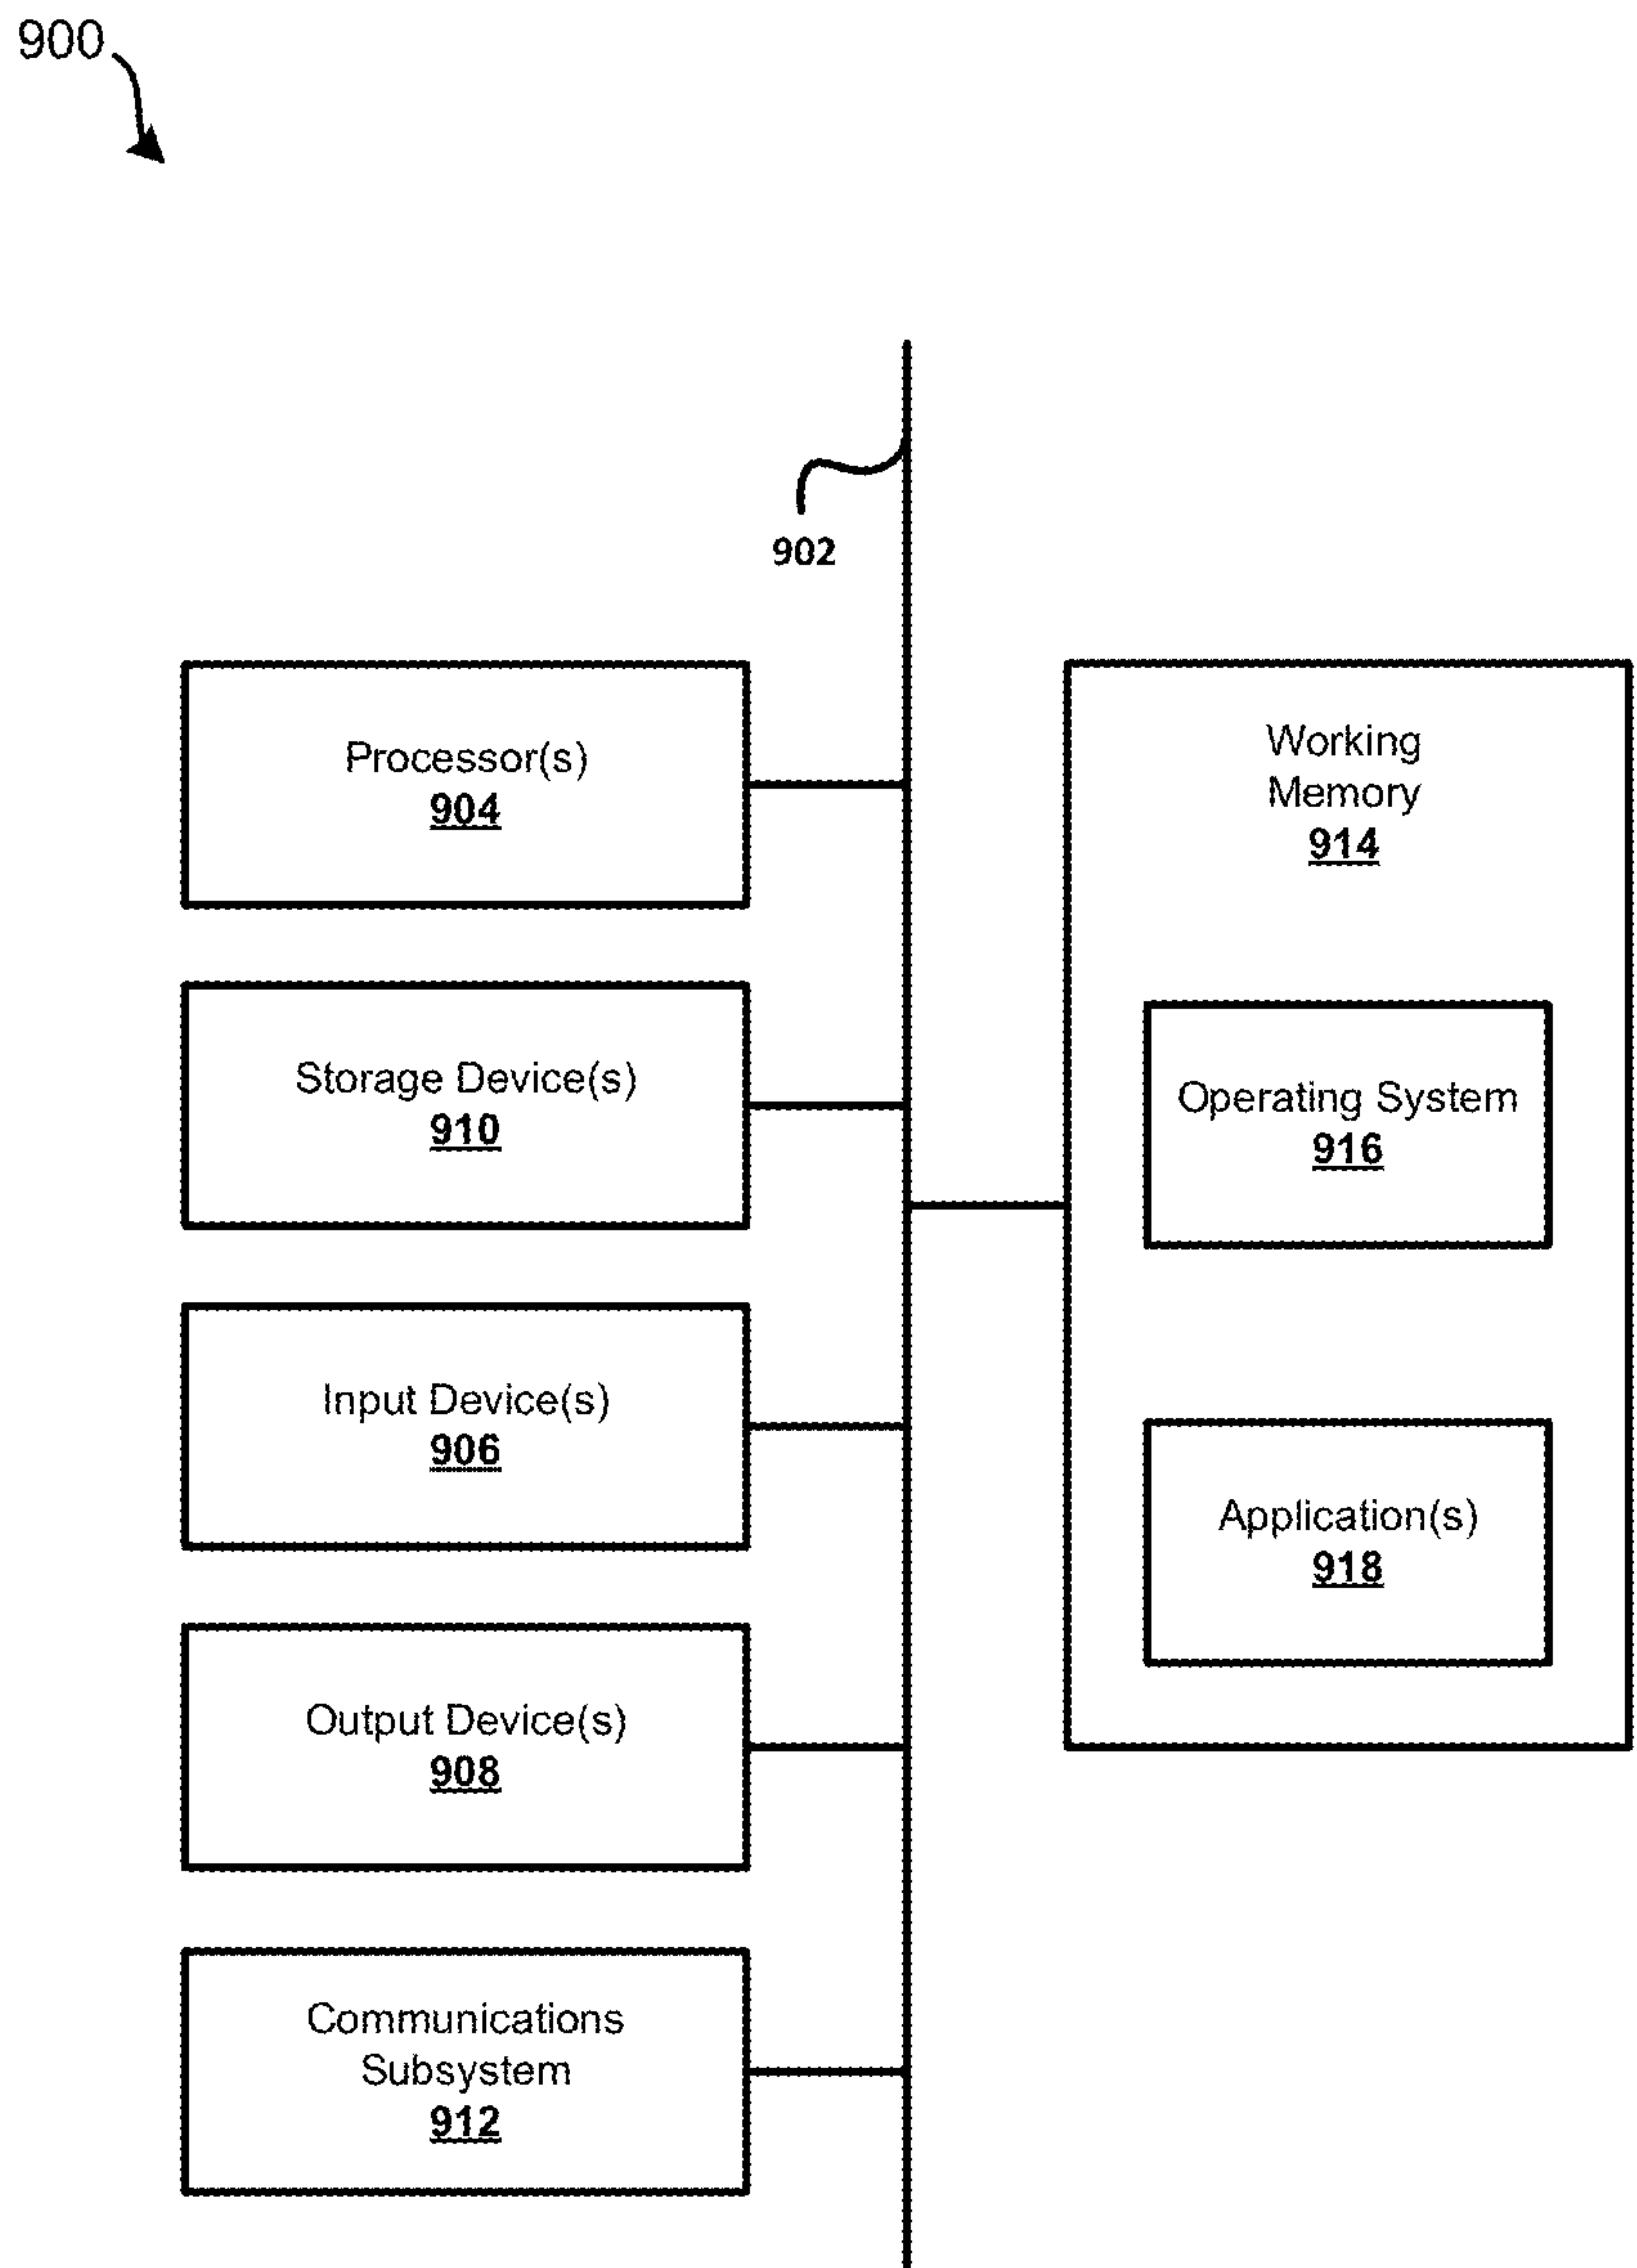 900
902
Processor(s)
904
Storage Device(s)
910
Input Device(s)
906
Output Device(s)
908
Communications
Subsystem
912
Working
Memory
914
Operating System
916
Application(s)
918